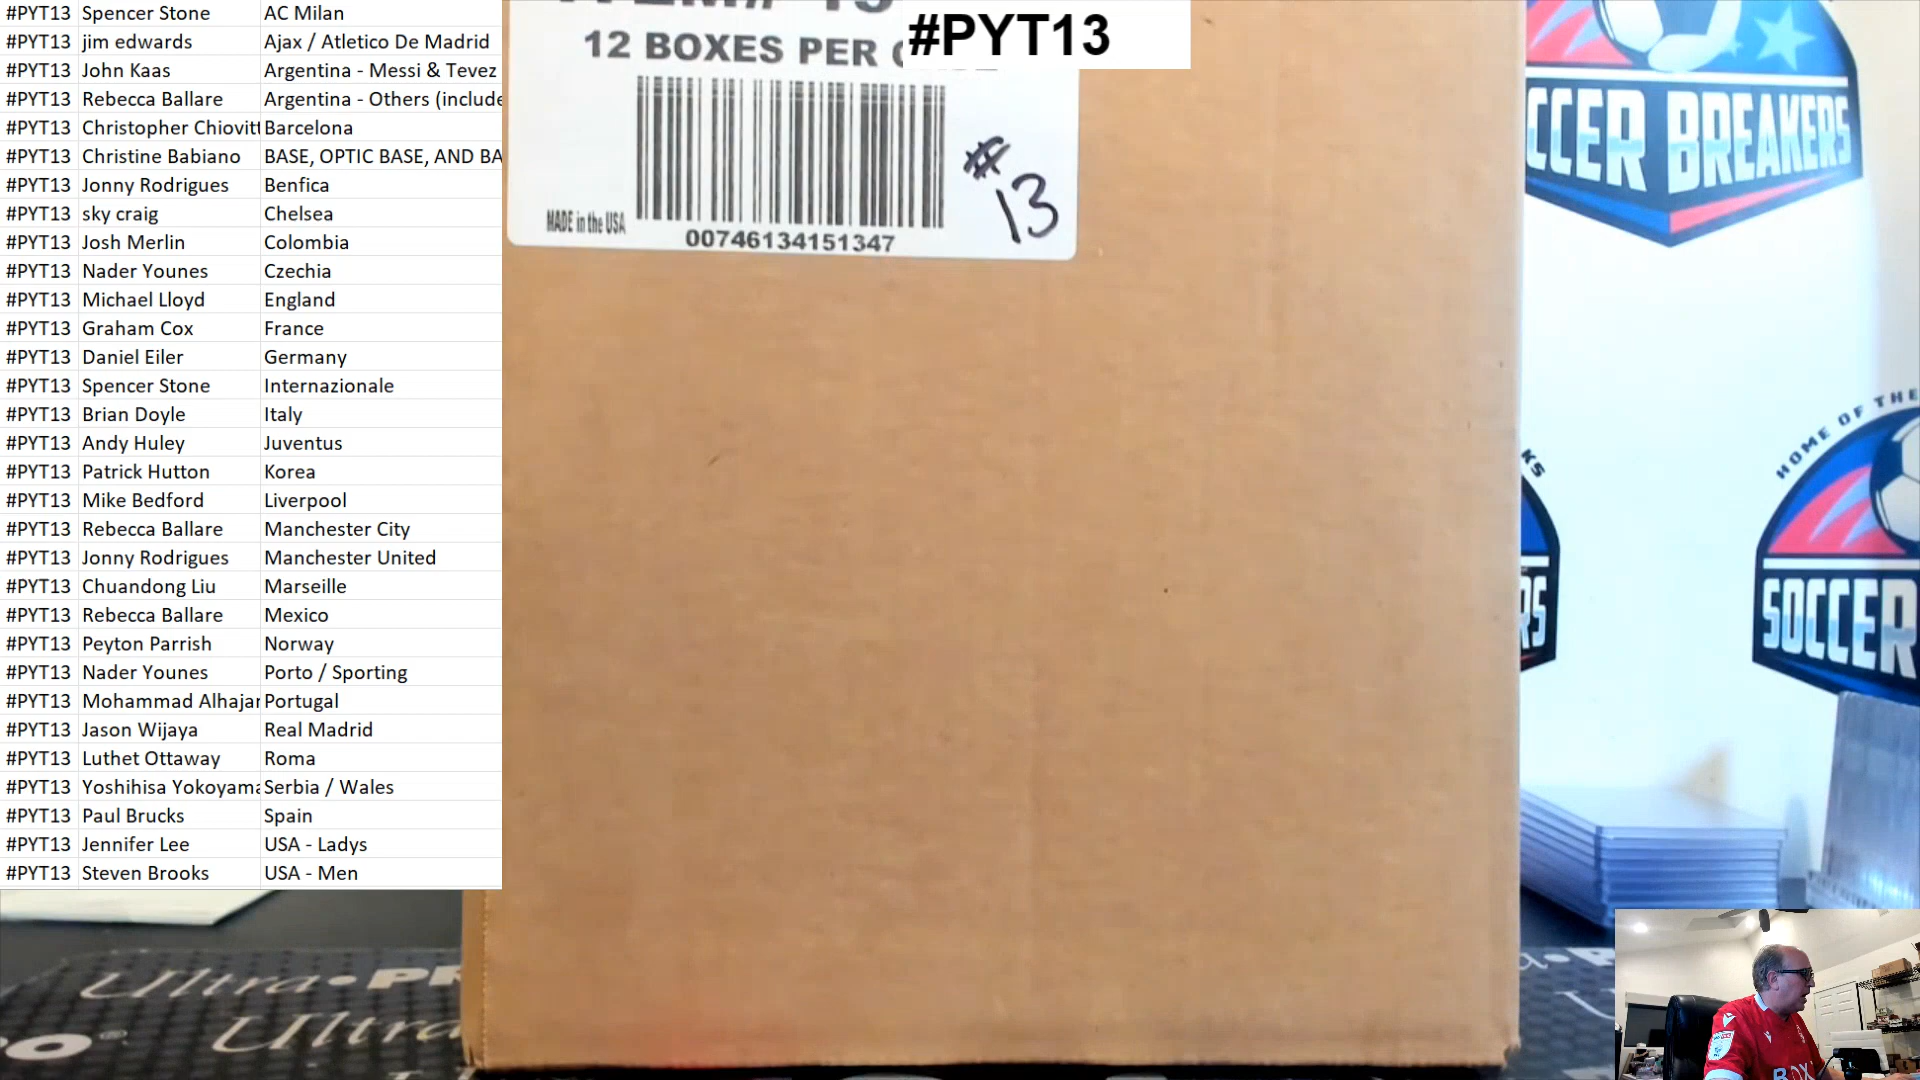 #PYT13 Spencer Stone AC Milan
#PYT13 jim edwards Ajax / Atletico De Madrid
#PYT13 John Kaas Argentina - Messi & Tevez
#PYT13 Rebecca Ballare Argentina - Others (include
#PYT13 Christopher Chiovitt Barcelona
#PYT13 Christine Babiano BASE, OPTIC BASE, AND BA
#PYT13 Jonny Rodrigues Benfica
#PYT13 sky craig Chelsea
#PYT13 Josh Merlin Colombia
#PYT13 Nader Younes Czechia
#PYT13 Michael Lloyd England
#PYT13 Graham Cox France
#PYT13 Daniel Eiler Germany
#PYT13 Spencer Stone Internazionale
#PYT13 Brian Doyle Italy
#PYT13 Andy Huley Juventus
#PYT13 Patrick Hutton Korea
#PYT13 Mike Bedford Liverpool
#PYT13 Rebecca Ballare Manchester City
#PYT13 Jonny Rodrigues Manchester United
#PYT13 Chuandong Liu Marseille
#PYT13 Rebecca Ballare Mexico
#PYT13 Peyton Parrish Norway
#PYT13 Nader Younes Porto / Sporting
#PYT13 Mohammad Alhajar Portugal
#PYT13 Jason Wijaya Real Madrid
#PYT13 Luthet Ottaway Roma
#PYT13 Yoshihisa Yokoyama Serbia / Wales
#PYT13 Paul Brucks Spain
#PYT13 Jennifer Lee USA - Ladys
#PYT13 Steven Brooks USA - Men
#PYT13
12 BOXES PER
# 13
MADE in the USA
00746134151347
CCER BREAKERS
HOME OF THE
KS
RS
SOCCER
Ultra•PR
Ultra
RO®
BOX